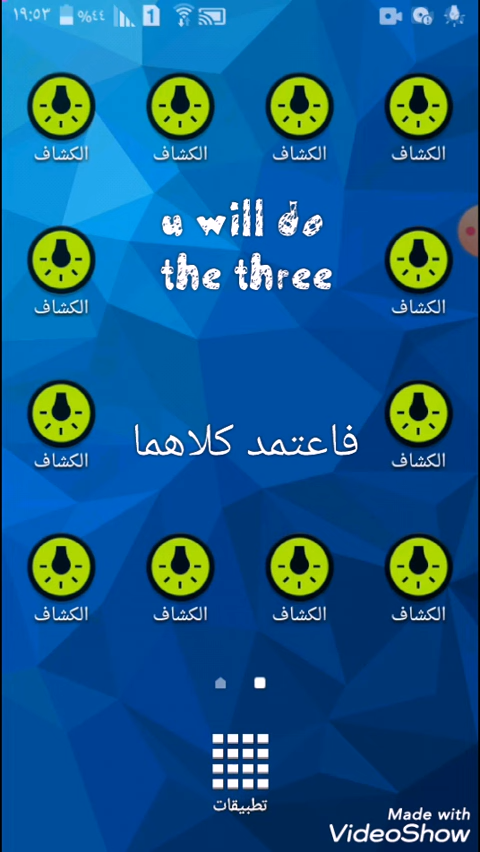 ١٩:٥٣ %٤٤ 1
الكشاف الكشاف الكشاف الكشاف
u will do
the three
الكشاف الكشاف
فاعتمد كلاهما
الكشاف الكشاف
الكشاف الكشاف الكشاف الكشاف
تطبيقات
Made with
VideoShow